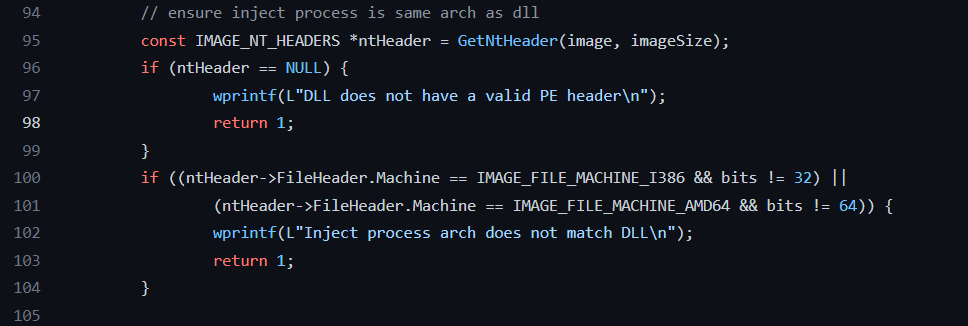 94 // ensure inject process is same arch as dll
95 const IMAGE_NT_HEADERS *ntHeader = GetNtHeader(image, imageSize);
96 if (ntHeader == NULL) {
97 wprintf(L"DLL does not have a valid PE header\n");
98 return 1;
99 }
100 if ((ntHeader->FileHeader.Machine == IMAGE_FILE_MACHINE_I386 && bits != 32) ||
101 (ntHeader->FileHeader.Machine == IMAGE_FILE_MACHINE_AMD64 && bits != 64)) {
102 wprintf(L"Inject process arch does not match DLL\n");
103 return 1;
104 }
105